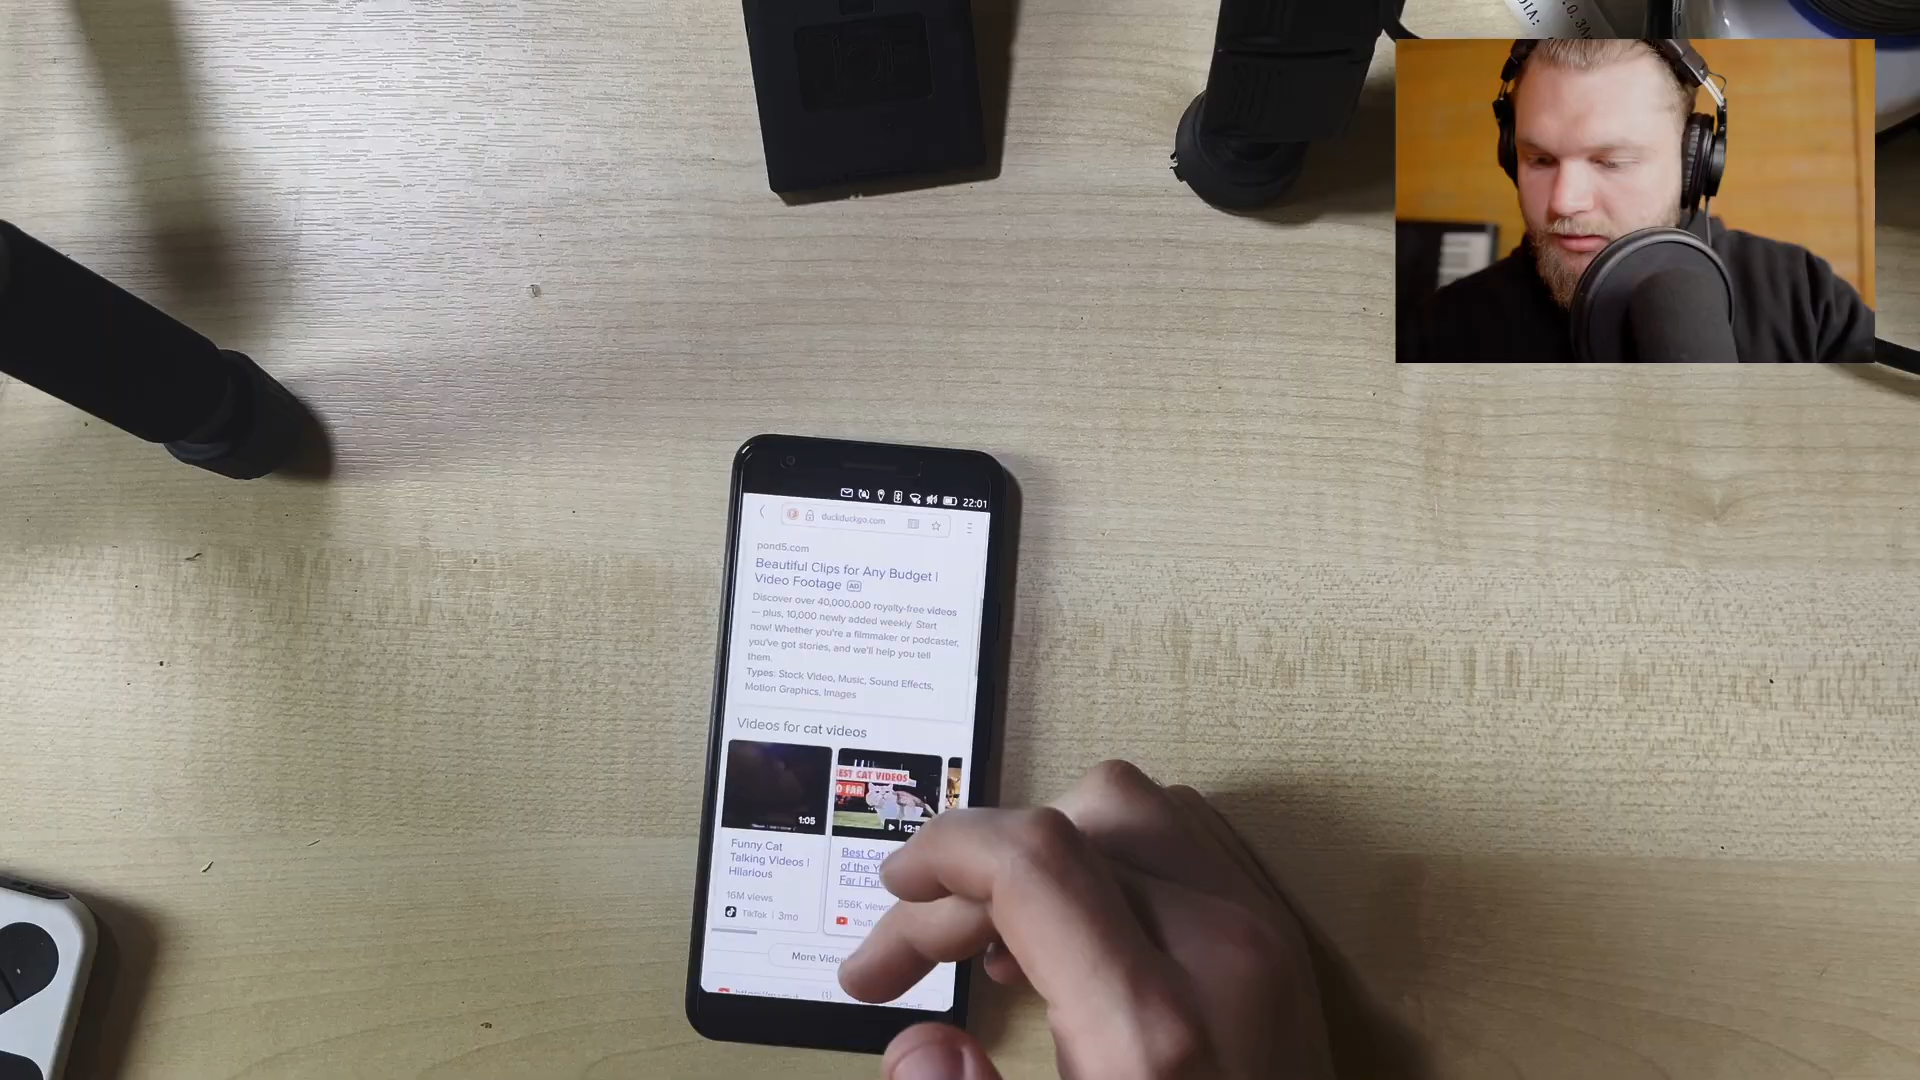 22:01
duckduckgo.com
pond5.com
Beautiful Clips for Any Budget |
Video Footage AD
Discover over 40,000,000 royalty-free videos
— plus, 10,000 newly added weekly. Start
now! Whether you're a filmmaker or podcaster,
you've got stories, and we'll help you tell
them.
Types: Stock Video, Music, Sound Effects,
Motion Graphics, Images
Videos for cat videos
1:05
EST CAT VIDEOS
O FAR
Funny Cat
Talking Videos |
Hilarious
16M views
TikTok | 3mo
Best Cat
of the
Far |
556K views
More